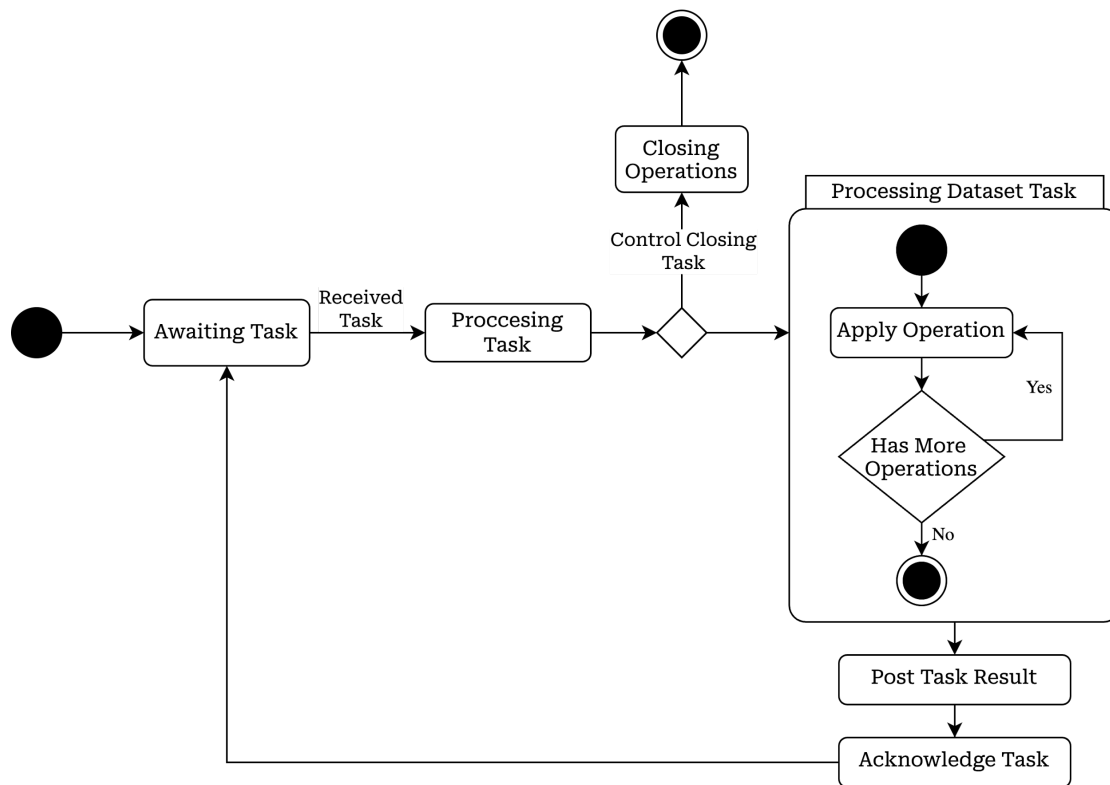 Closing
Operations
Processing Dataset Task
Control Closing
Task
Received
Task
Awaiting Task
Proccesing
Task
Apply Operation
Yes
Has More
Operations
No
Post Task Result
Acknowledge Task